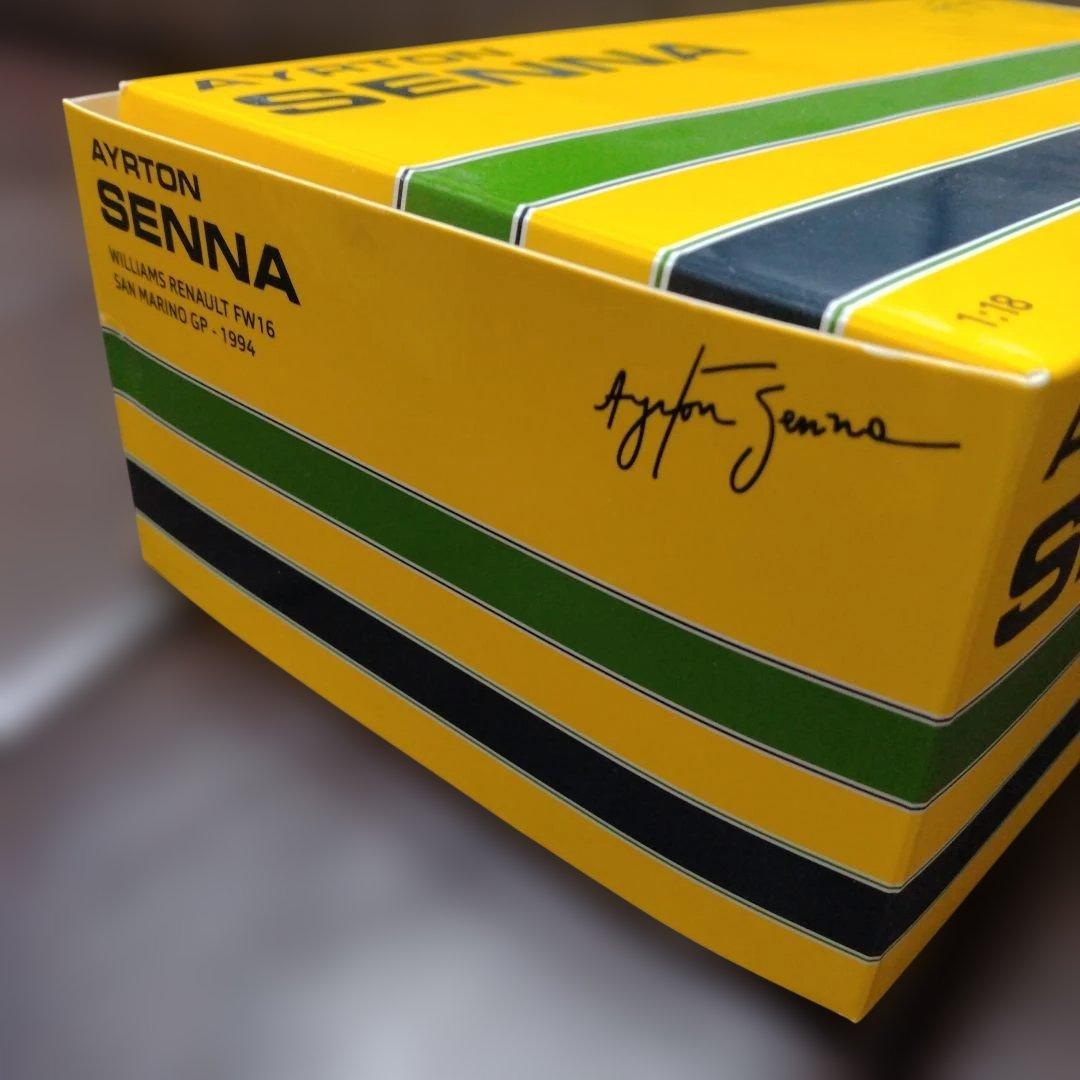 AYRTON
SENNA
AYRTON
SENNA
WILLIAMS RENAULT FW16
SAN MARINO GP - 1994
1:18
Ayrton Senna